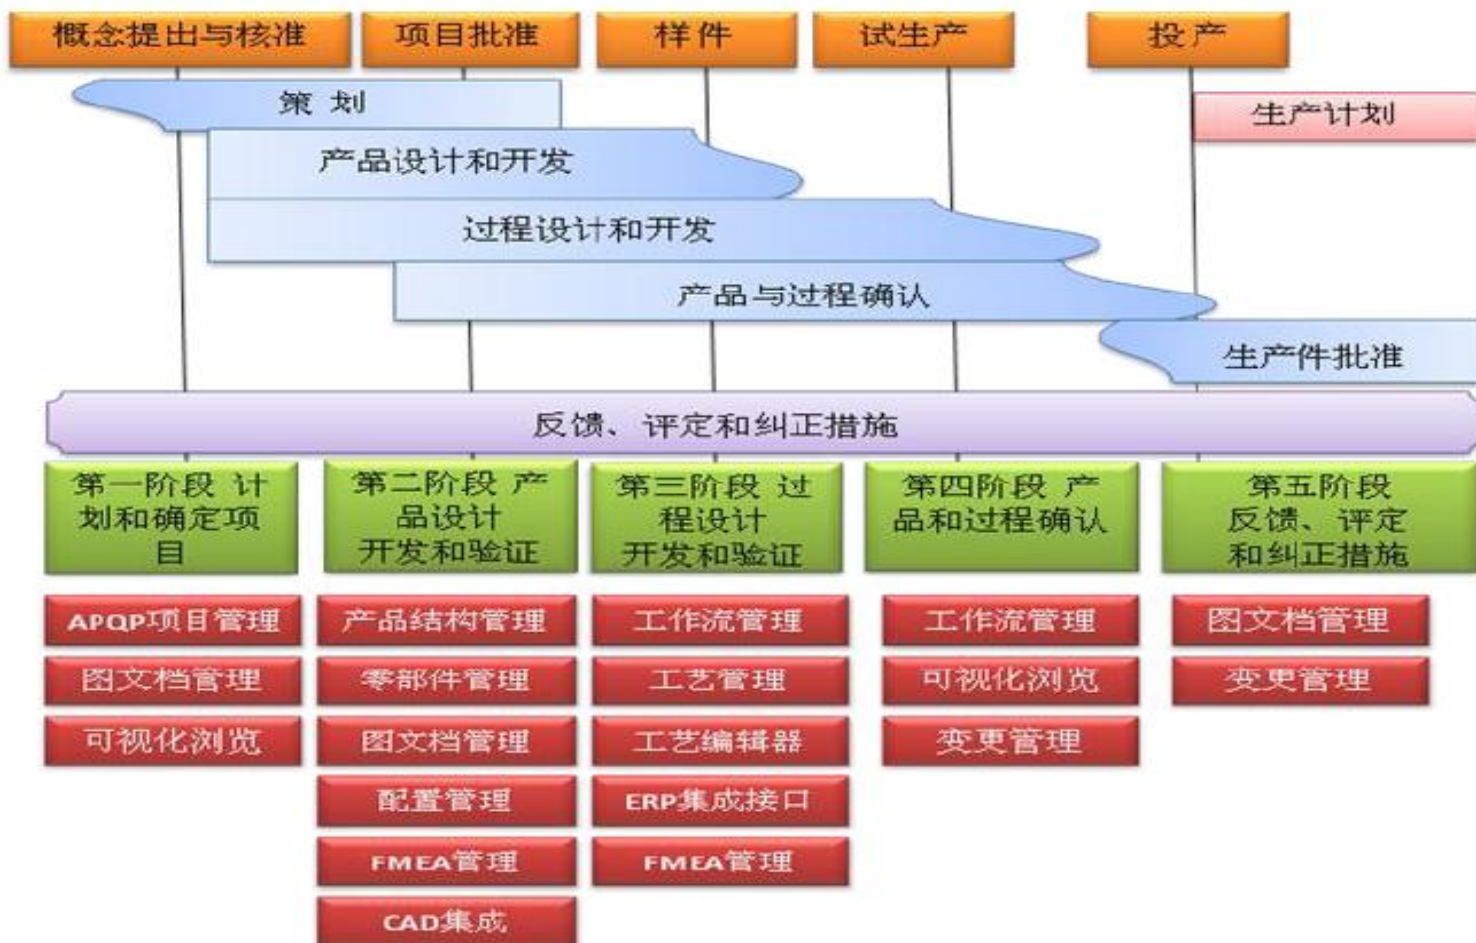 概念提出与核准
项目批准
样件
试生产
投产
策 划
生产计划
产品设计和开发
过程设计和开发
产品与过程确认
生产件批准
反馈、评定和纠正措施
第一阶段 计
划和确定项
目
第二阶段 产
品设计
开发和验证
第三阶段 过
程设计
开发和验证
第四阶段 产
品和过程确认
第五阶段
反馈、评定
和纠正措施
APQP项目管理
图文档管理
可视化浏览
产品结构管理
零部件管理
图文档管理
配置管理
FMEA管理
CAD集成
工作流管理
工艺管理
工艺编辑器
ERP集成接口
FMEA管理
工作流管理
可视化浏览
变更管理
图文档管理
变更管理